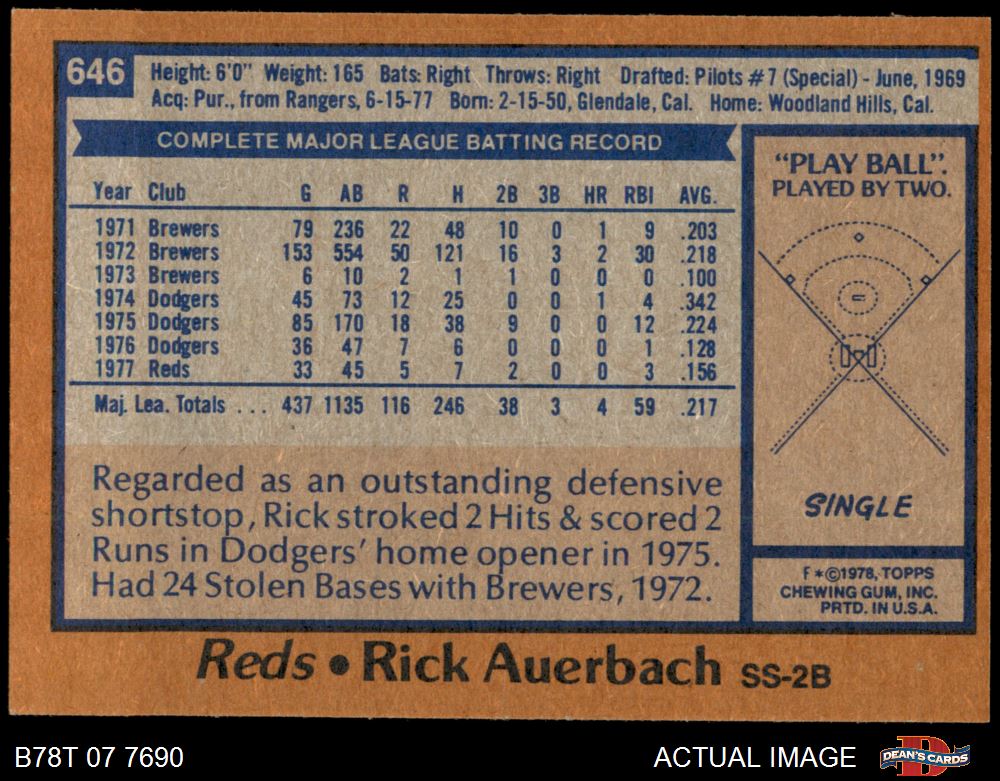 646
Height: 6'0" Weight: 165 Bats: Right Throws: Right Drafted: Pilots #7 (Special) - June, 1969
Acq: Pur., from Rangers, 6-15-77 Born: 2-15-50, Glendale, Cal. Home: Woodland Hills, Cal.
COMPLETE MAJOR LEAGUE BATTING RECORD
Year Club G AB R H 2B 3B HR RBI AVG.
1971 Brewers 79 236 22 48 10 0 1 9 .203
1972 Brewers 153 554 50 121 16 3 2 30 .218
1973 Brewers 6 10 2 1 1 0 0 0 .100
1974 Dodgers 45 73 12 25 0 0 1 4 .342
1975 Dodgers 85 170 18 38 9 0 0 12 .224
1976 Dodgers 36 47 7 6 0 0 0 1 .128
1977 Reds 33 45 5 7 2 0 0 3 .156
Maj. Lea. Totals ... 437 1135 116 246 38 3 4 59 .217
Regarded as an outstanding defensive
shortstop, Rick stroked 2 Hits & scored 2
Runs in Dodgers' home opener in 1975.
Had 24 Stolen Bases with Brewers, 1972.
"PLAY BALL".
PLAYED BY TWO.
SINGLE
F *©1978, TOPPS
CHEWING GUM, INC.
PRTD. IN U.S.A.
Reds • Rick Auerbach SS-2B
B78T 07 7690
ACTUAL IMAGE
DEAN'S CARDS